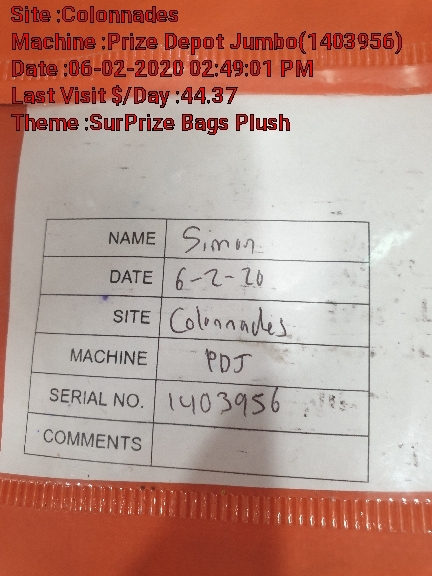 Site :Colonnades
Machine :Prize Depot Jumbo(1403956)
Date :06-02-2020 02:49:01 PM
Last Visit $/Day :44.37
Theme :SurPrize Bags Plush
NAME Simon
DATE 6-2-20
SITE Colonnades
MACHINE PDJ
SERIAL NO. 1403956
COMMENTS